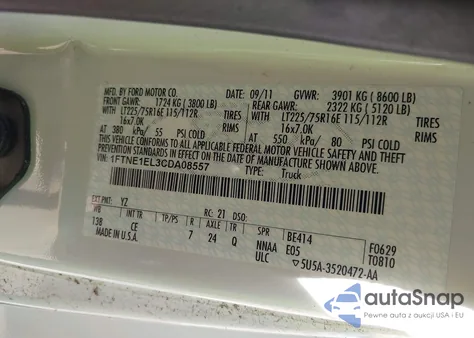 MFD. BY FORD MOTOR CO.
09/11 GVWR: 3901 KG ( 8600 LB)
FRONT GAWR: 1724 KG ( 3800 LB)
REAR GAWR: 2322 KG ( 5120 LB)
WITH LT225/75R16E 115/112R TIRES
WITH LT225/75R16E 115/112R TIRES
16x7.0K RIMS
16x7.0K RIMS
AT 380 kPa/ 55 PSI COLD
AT 550 kPa/ 80 PSI COLD
THIS VEHICLE CONFORMS TO ALL APPLICABLE FEDERAL MOTOR VEHICLE SAFETY AND THEFT
PREVENTION STANDARDS IN EFFECT ON THE DATE OF MANUFACTURE SHOWN ABOVE.
1FTNE1EL3CDA08557
TYPE: Truck
EXT PNT: YZ RC: 21 DSO:
WB INTR TR TP/PS R AXLE TR SPR BE414 F0629
138 CE 7 24 Q NNAA E05 T0810
MADE IN U.S.A. ULC 5U5A-3520472-AA
autoSnap
Pewne auta z aukcji USA i EU